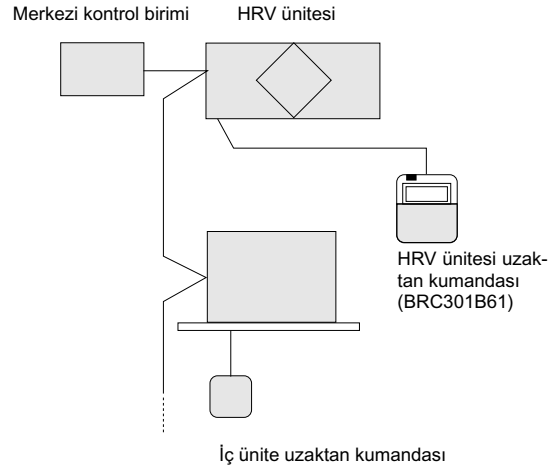 Merkezi kontrol birimi
HRV ünitesi
HRV ünitesi uzak-
tan kumandası
(BRC301B61)
İç ünite uzaktan kumandası